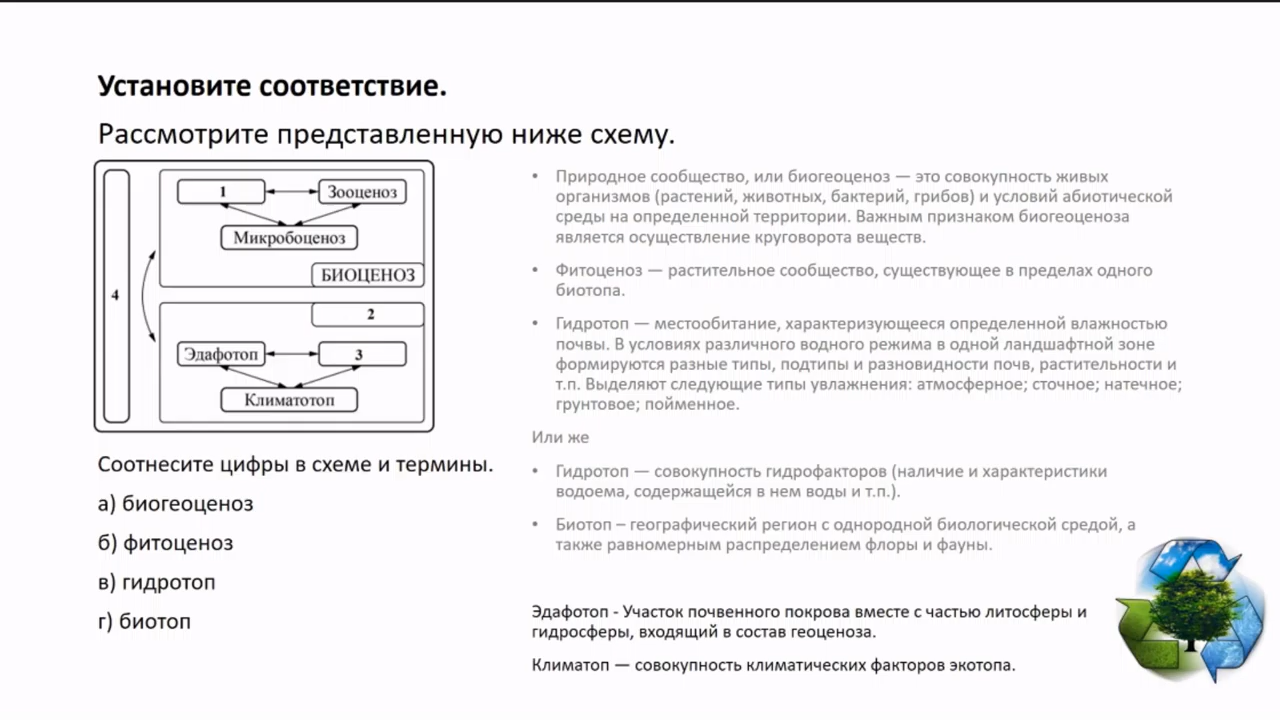 Установите соответствие.
Рассмотрите представленную ниже схему.
1
Зооценоз
Микробоценоз
БИОЦЕНОЗ
4
2
Эдафотоп
3
Климатотоп
Соотнесите цифры в схеме и термины.
а) биогеоценоз
б) фитоценоз
в) гидротоп
г) биотоп
• Природное сообщество, или биогеоценоз — это совокупность живых
организмов (растений, животных, бактерий, грибов) и условий абиотической
среды на определенной территории. Важным признаком биогеоценоза
является осуществление круговорота веществ.
• Фитоценоз — растительное сообщество, существующее в пределах одного
биотопа.
• Гидротоп — местообитание, характеризующееся определенной влажностью
почвы. В условиях различного водного режима в одной ландшафтной зоне
формируются разные типы, подтипы и разновидности почв, растительности и
т.п. Выделяют следующие типы увлажнения: атмосферное; сточное; натечное;
грунтовое; пойменное.
Или же
• Гидротоп — совокупность гидрофакторов (наличие и характеристики
водоема, содержащейся в нем воды и т.п.).
• Биотоп – географический регион с однородной биологической средой, а
также равномерным распределением флоры и фауны.
Эдафотоп - Участок почвенного покрова вместе с частью литосферы и
гидросферы, входящий в состав геоценоза.
Климатоп — совокупность климатических факторов экотопа.